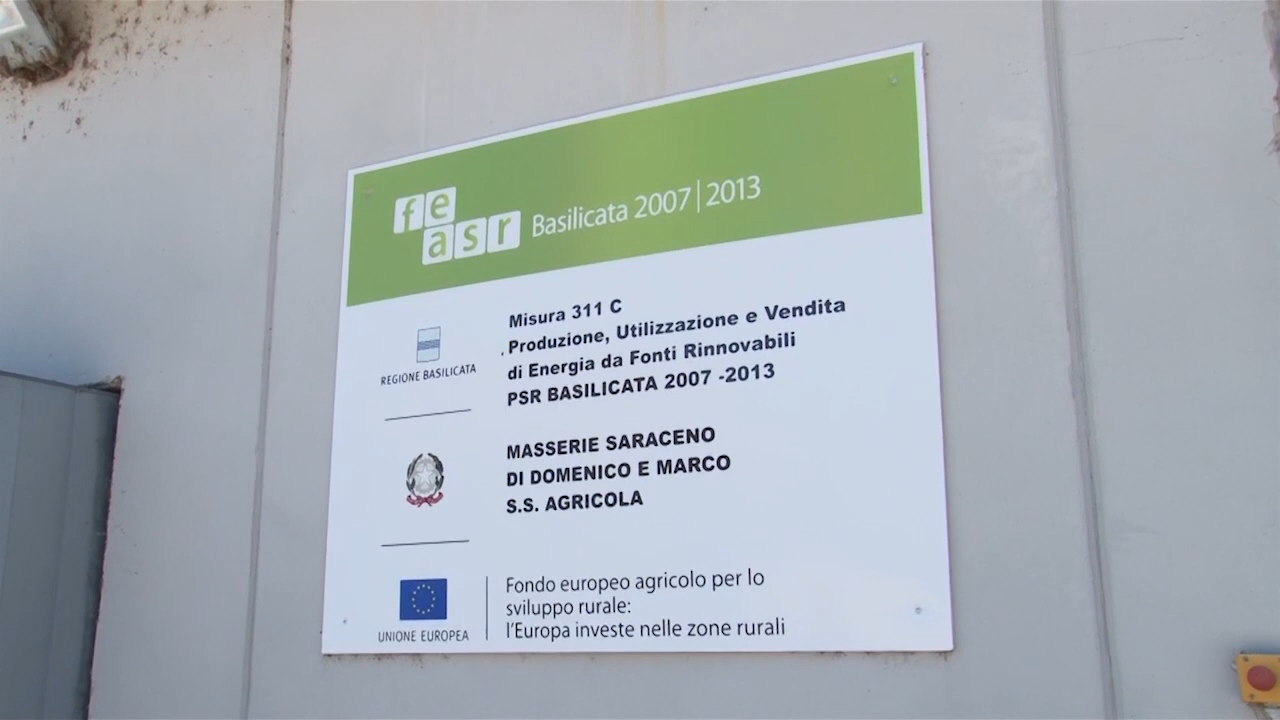 fe
asr
Basilicata 2007|2013
Misura 311 C
Produzione, Utilizzazione e Vendita
di Energia da Fonti Rinnovabili
PSR BASILICATA 2007 -2013
REGIONE BASILICATA
MASSERIE SARACENO
DI DOMENICO E MARCO
S.S. AGRICOLA
UNIONE EUROPEA
Fondo europeo agricolo per lo
sviluppo rurale:
l'Europa investe nelle zone rurali